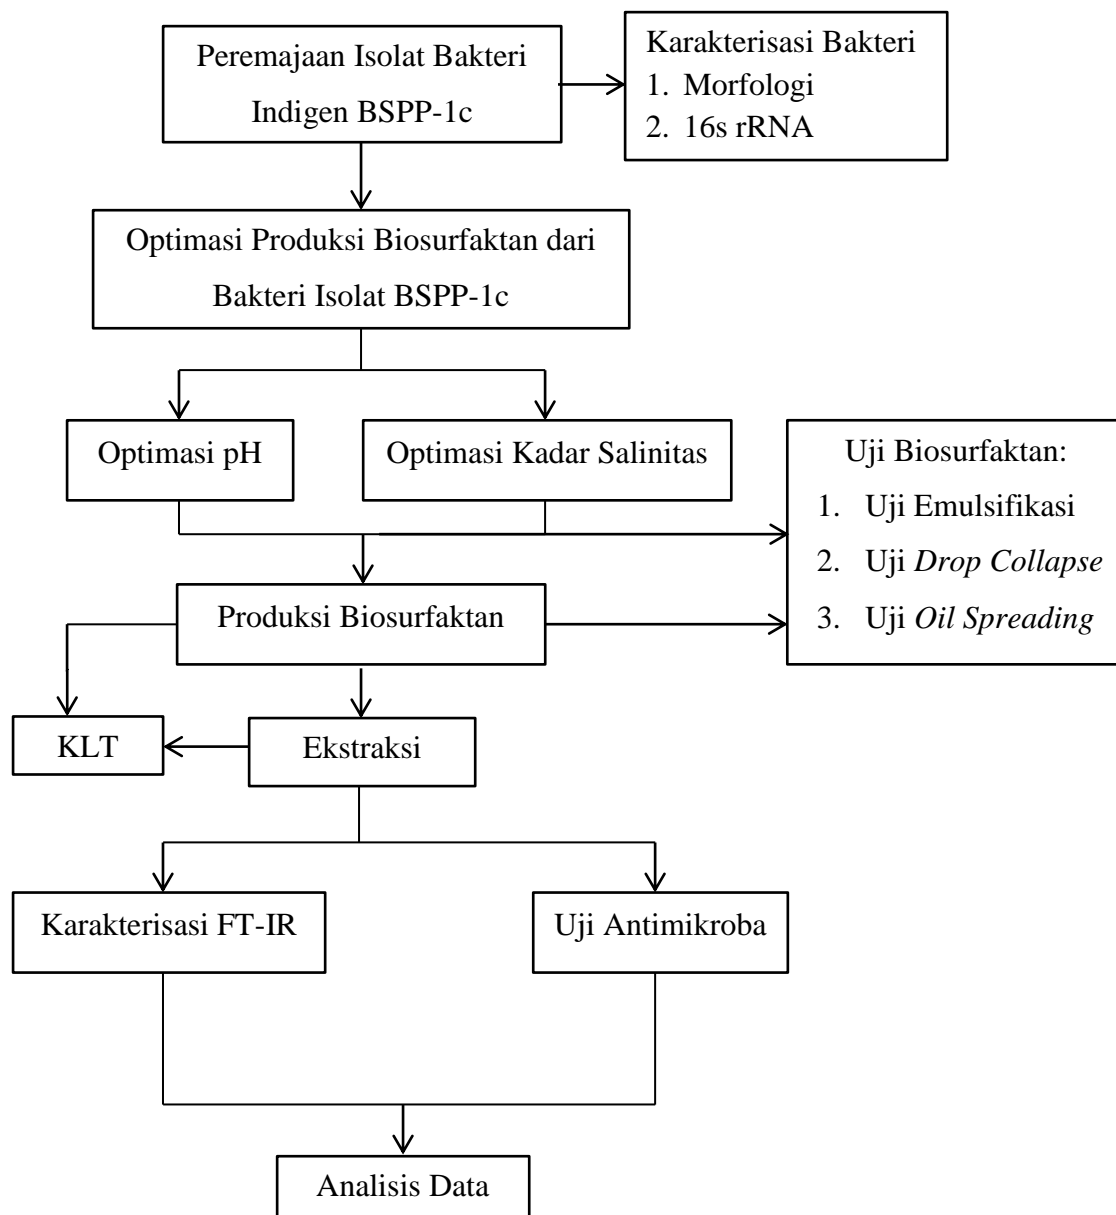 Peremajaan Isolat Bakteri
Indigen BSPP-1c
Karakterisasi Bakteri
1. Morfologi
2. 16s rRNA
Optimasi Produksi Biosurfaktan dari
Bakteri Isolat BSPP-1c
Optimasi pH
Optimasi Kadar Salinitas
Uji Biosurfaktan:
1. Uji Emulsifikasi
2. Uji Drop Collapse
3. Uji Oil Spreading
Produksi Biosurfaktan
KLT
Ekstraksi
Karakterisasi FT-IR
Uji Antimikroba
Analisis Data